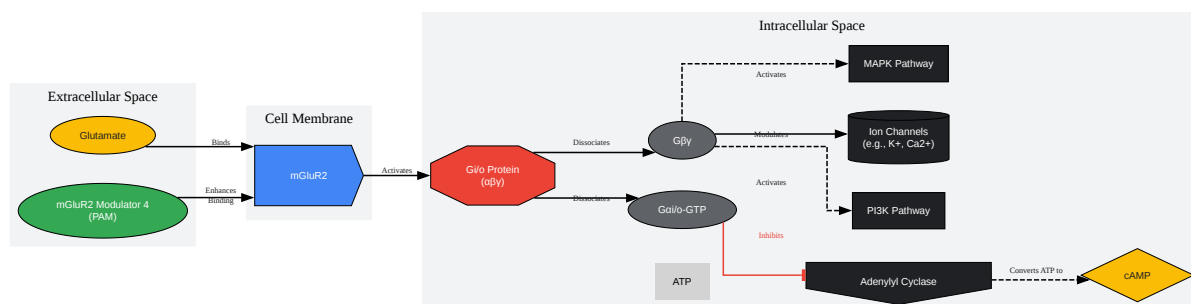 Intracellular Space
Extracellular Space
Cell Membrane
Glutamate
Binds
mGluR2 Modulator 4
(PAM)
Enhances
Binding
mGluR2
Activates
Gi/o Protein
(αβγ)
Dissociates
Dissociates
Gβγ
Gαi/o-GTP
Activates
MAPK Pathway
Modulates
Ion Channels
(e.g., K+, Ca2+)
Activates
PI3K Pathway
Inhibits
ATP
Adenylyl Cyclase
Converts ATP to
cAMP